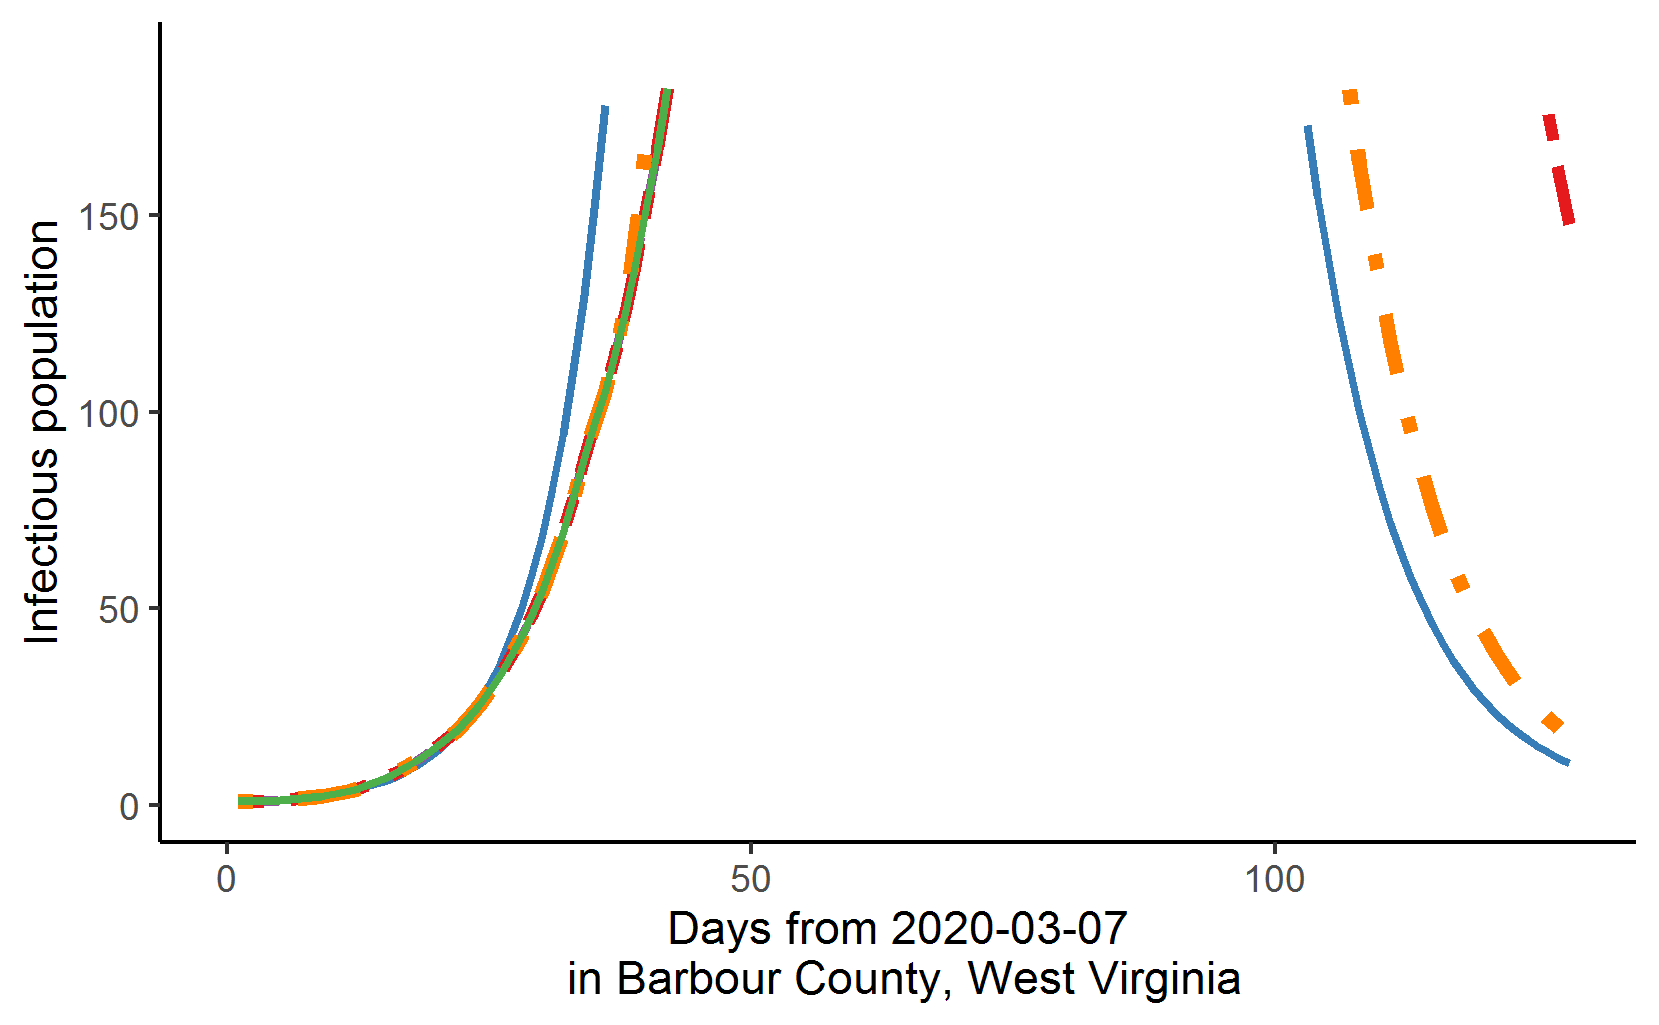 Infectious population
150
100
50
0
0 50 100
Days from 2020-03-07
in Barbour County, West Virginia